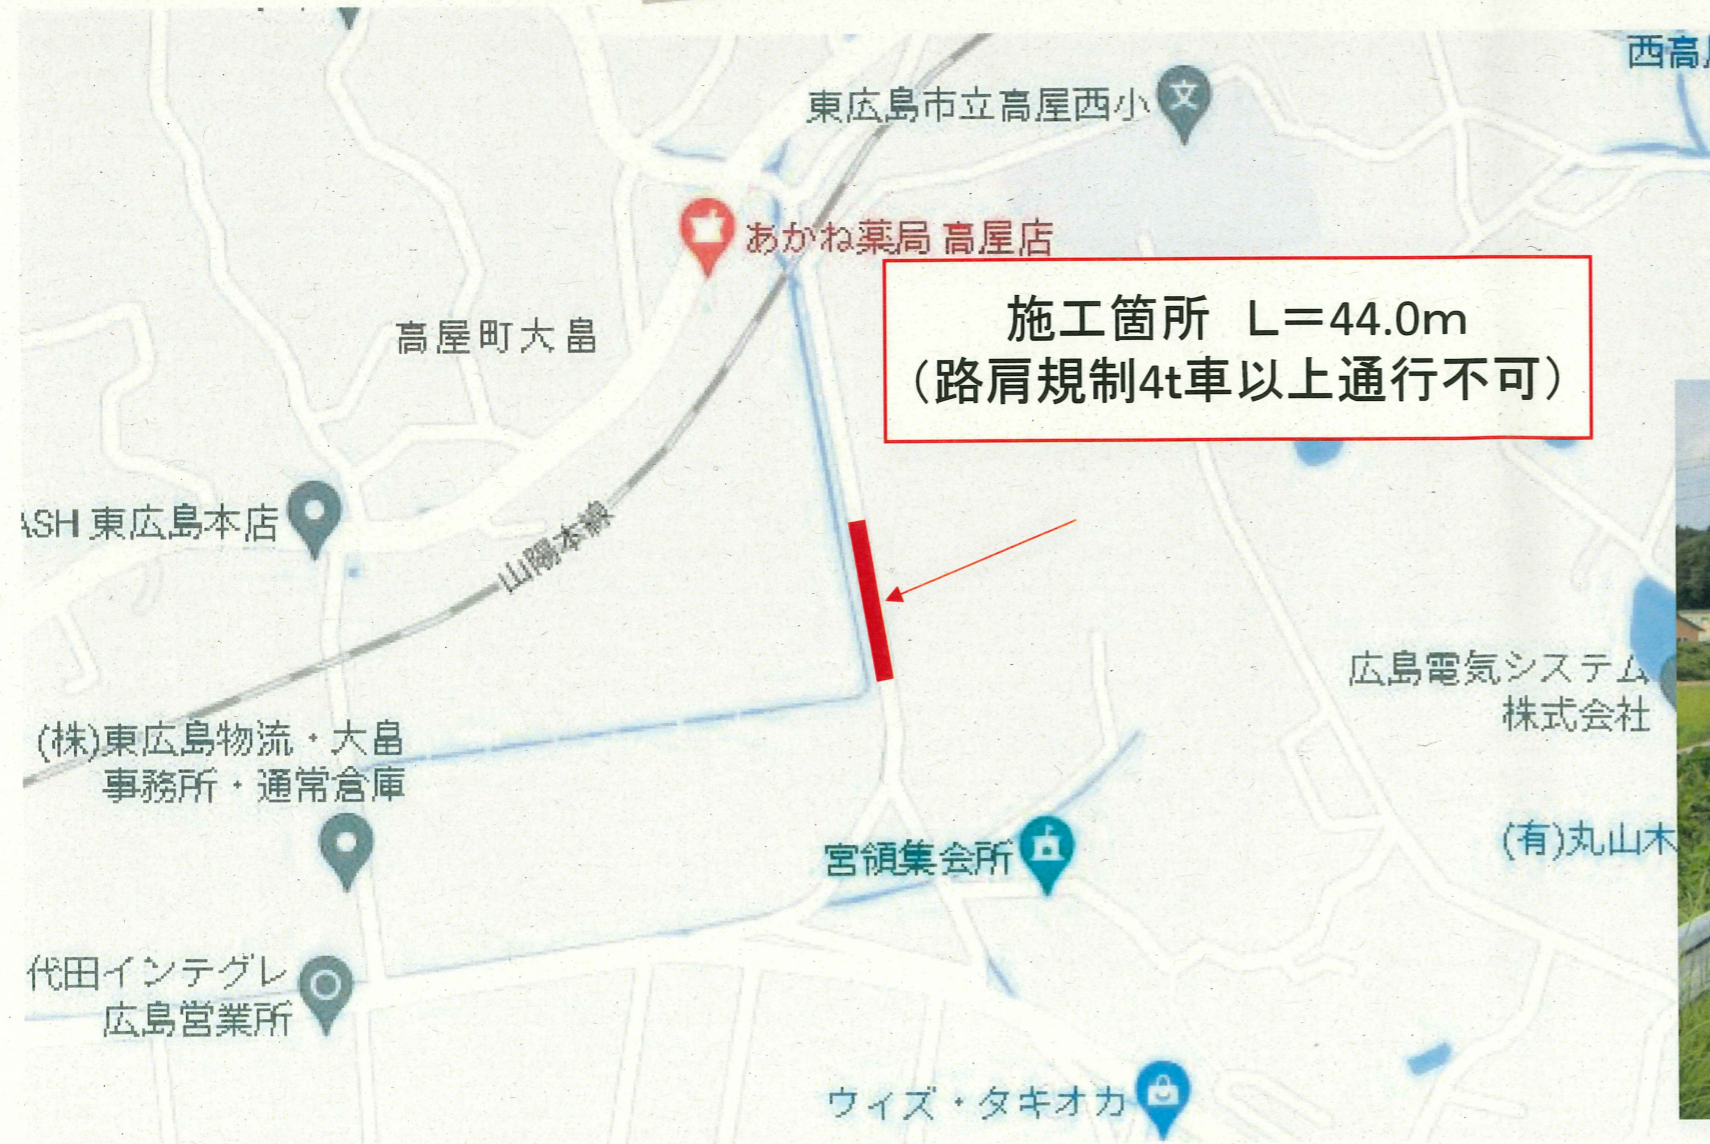 西高
東広島市立高屋西小
文
あかね薬局 高屋店
施工箇所 L=44.0m
(路肩規制4t車以上通行不可)
高屋町大畠
ASH 東広島本店
山陽本線
広島電気システム
株式会社
(株)東広島物流・大畠
事務所・通常倉庫
(有)丸山木
宮領集会所
代田インテグレ
広島営業所
ウィズ・タキオカ